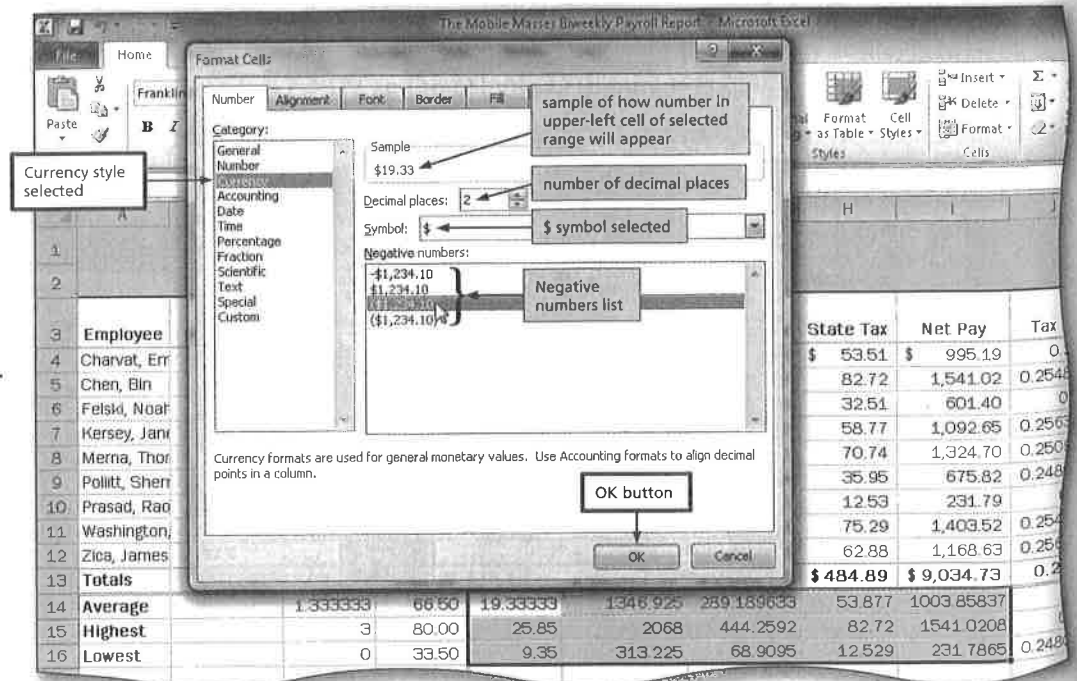 The Mobile Masses Biweekly Payroll Report - Microsoft Excel
File Home
Format Cells
Paste
Franklin
B I
Insert
Delete
Format
Format as Table
Cell Styles
Styles
Cells
Number Alignment Font Border Fill
Category:
General
Number
Currency
Accounting
Date
Time
Percentage
Fraction
Scientific
Text
Special
Custom
Currency style selected
Sample
$19.33
sample of how number in upper-left cell of selected range will appear
Decimal places: 2
number of decimal places
Symbol: $
$ symbol selected
Negative numbers:
-$1,234.10
$1,234.10
($1,234.10)
($1,234.10)
Negative numbers list
Currency formats are used for general monetary values. Use Accounting formats to align decimal points in a column.
OK button
OK Cancel
A H I J
1
2
3 Employee State Tax Net Pay Tax
4 Charvat, Em $ 53.51 $ 995.19 0.
5 Chen, Bin 82.72 1,541.02 0.2548
6 Felski, Noah 32.51 601.40 0
7 Kersey, Jane 58.77 1,092.65 0.2563
8 Merna, Thor 70.74 1,324.70 0.2505
9 Pollitt, Sherr 35.95 675.82 0.248
10 Prasad, Rao 12.53 231.79
11 Washington, 75.29 1,403.52 0.254
12 Zica, James 62.88 1,168.63 0.256
13 Totals $484.89 $ 9,034.73 0.2
14 Average 1.333333 66.50 19.33333 1346.925 289.189633 53.877 1003.85837
15 Highest 3 80.00 25.85 2068 444.2592 82.72 1541.0208
16 Lowest 0 33.50 9.35 313.225 68.9095 12.529 231.7865 0.2480